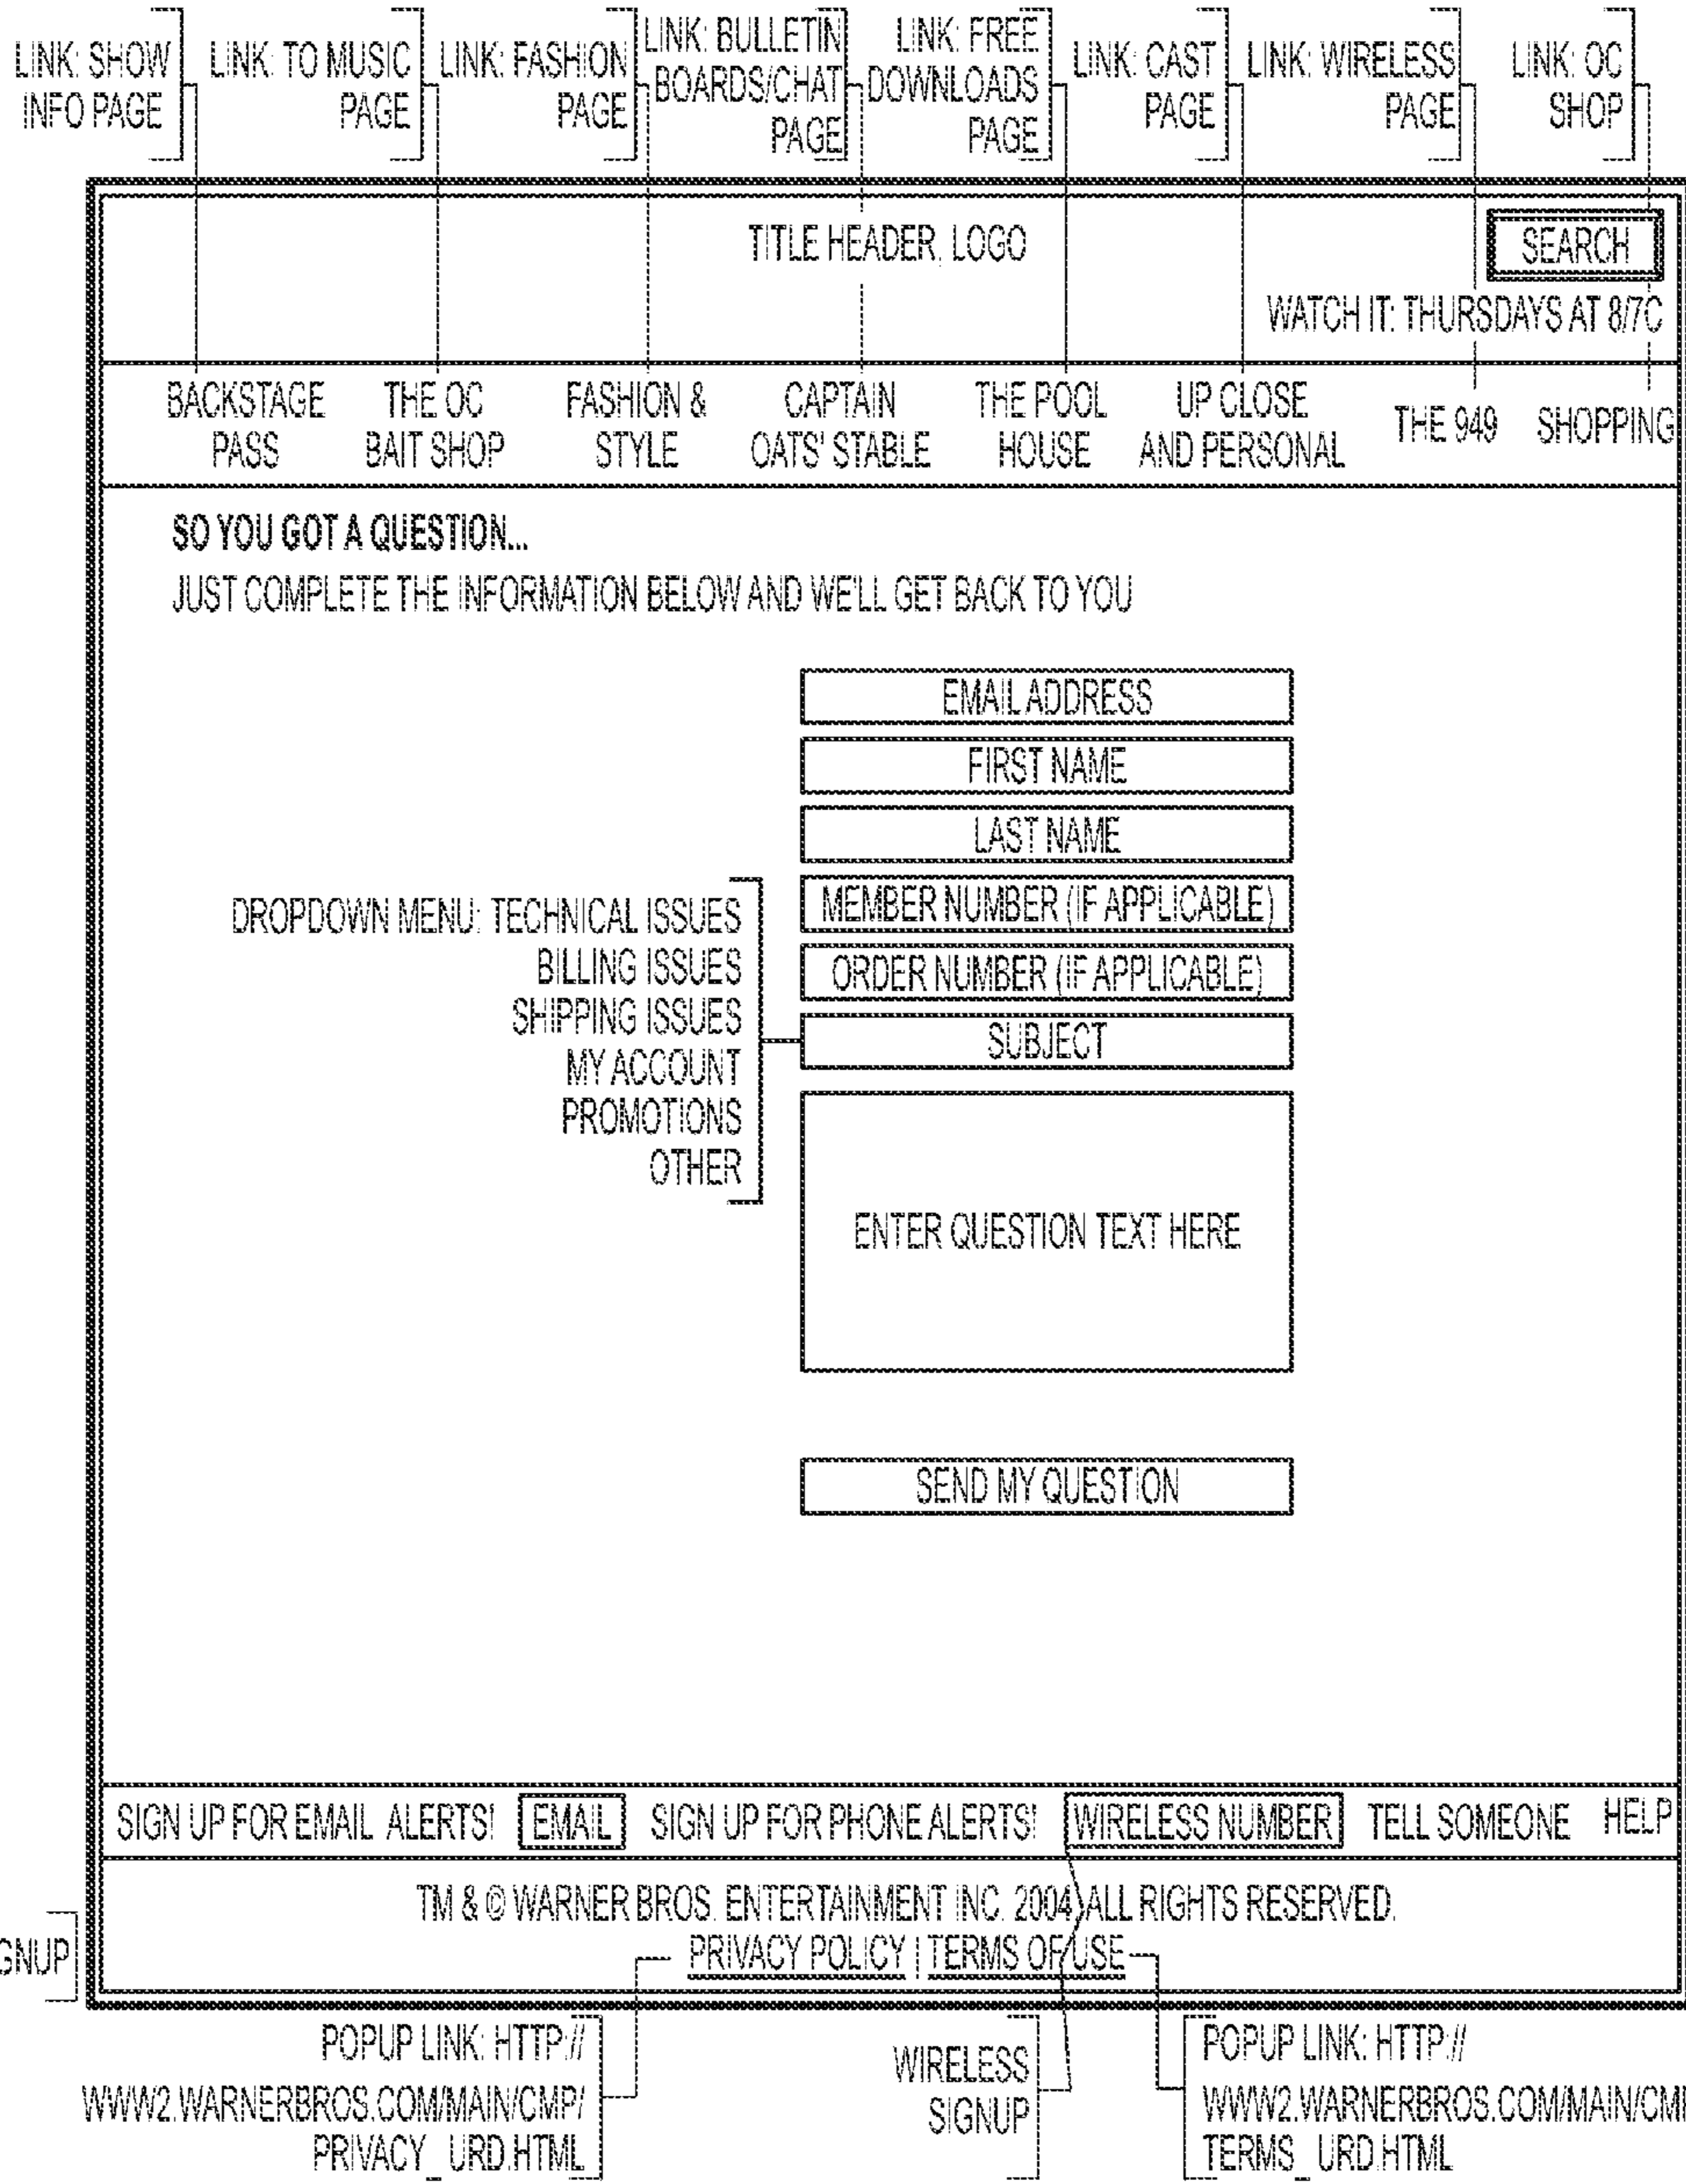 LINK: SHOW
INFO PAGE
LINK: TO MUSIC
PAGE
LINK: FASHION
PAGE
LINK: BULLETIN
BOARDS/CHAT
PAGE
LINK: FREE
DOWNLOADS
PAGE
LINK: CAST
PAGE
LINK: WIRELESS
PAGE
LINK: OC
SHOP
TITLE HEADER, LOGO
SEARCH
WATCH IT: THURSDAYS AT 8/7C
BACKSTAGE
PASS
THE OC
BAIT SHOP
FASHION &
STYLE
CAPTAIN
OATS' STABLE
THE POOL
HOUSE
UP CLOSE
AND PERSONAL
THE 949
SHOPPING
SO YOU GOT A QUESTION...
JUST COMPLETE THE INFORMATION BELOW AND WE'LL GET BACK TO YOU
EMAIL ADDRESS
FIRST NAME
LAST NAME
MEMBER NUMBER (IF APPLICABLE)
ORDER NUMBER (IF APPLICABLE)
SUBJECT
DROPDOWN MENU: TECHNICAL ISSUES
BILLING ISSUES
SHIPPING ISSUES
MY ACCOUNT
PROMOTIONS
OTHER
ENTER QUESTION TEXT HERE
SEND MY QUESTION
SIGN UP FOR EMAIL ALERTS! EMAIL SIGN UP FOR PHONE ALERTS! WIRELESS NUMBER TELL SOMEONE HELP
TM & © WARNER BROS. ENTERTAINMENT INC. 2004 ALL RIGHTS RESERVED.
PRIVACY POLICY | TERMS OF USE
GNUP
POPUP LINK: HTTP://
WWW2.WARNERBROS.COM/MAIN/CMP/
PRIVACY_URD.HTML
WIRELESS
SIGNUP
POPUP LINK: HTTP://
WWW2.WARNERBROS.COM/MAIN/CM
TERMS_URD.HTML